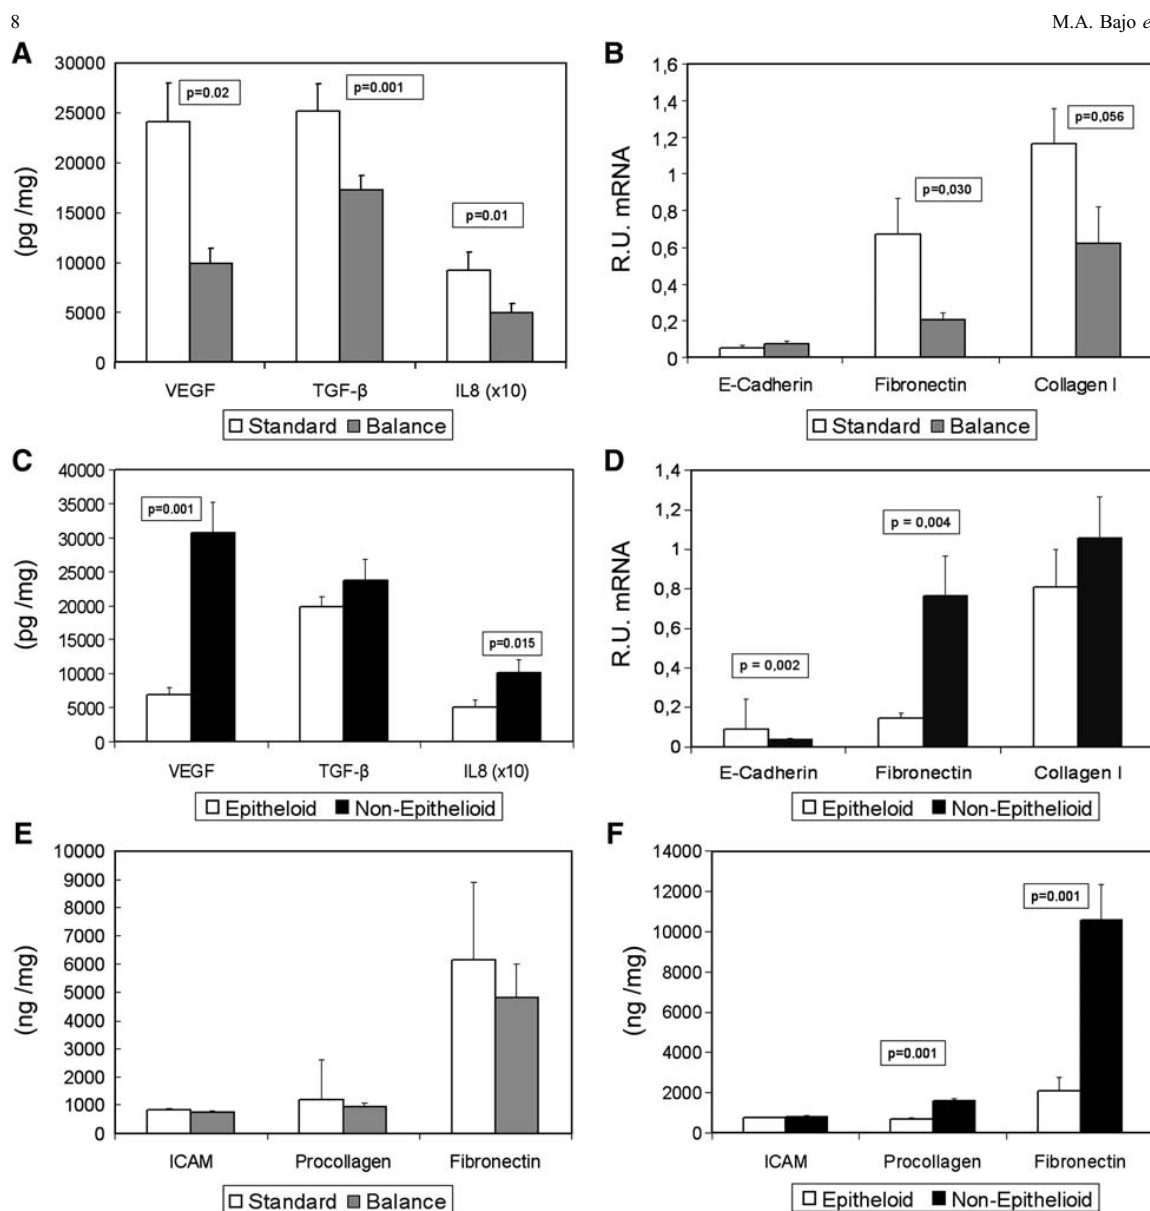 8
M.A. Bajo e
A
30000
25000
20000
15000
10000
5000
0
(pg /mg)
p=0.02
p=0.001
p=0.01
VEGF
TGF-β
IL8 (x10)
Standard Balance
B
1,6
1,4
1,2
1
0,8
0,6
0,4
0,2
0
R.U. mRNA
p=0,030
p=0,056
E-Cadherin
Fibronectin
Collagen I
Standard Balance
C
40000
35000
30000
25000
20000
15000
10000
5000
0
(pg /mg)
p=0.001
p=0.015
VEGF
TGF-β
IL8 (x10)
Epitheloid Non-Epithelioid
D
1,4
1,2
1
0,8
0,6
0,4
0,2
0
R.U. mRNA
p = 0,002
p = 0,004
E-Cadherin
Fibronectin
Collagen I
Epitheloid Non-Epithelioid
E
10000
9000
8000
7000
6000
5000
4000
3000
2000
1000
0
(ng /mg)
ICAM
Procollagen
Fibronectin
Standard Balance
F
14000
12000
10000
8000
6000
4000
2000
0
(ng /mg)
p=0.001
p=0.001
ICAM
Procollagen
Fibronectin
Epitheloid Non-Epithelioid